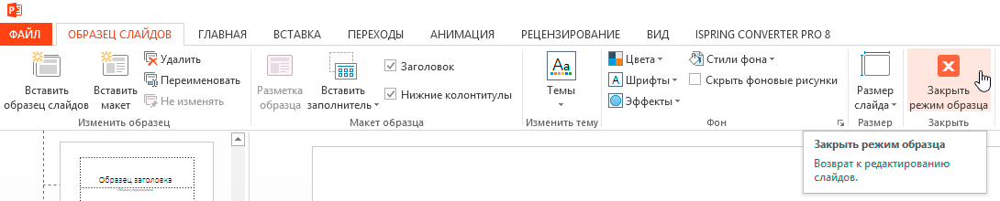 ФАЙЛ ОБРАЗЕЦ СЛАЙДОВ ГЛАВНАЯ ВСТАВКА ПЕРЕХОДЫ АНИМАЦИЯ РЕЦЕНЗИРОВАНИЕ ВИД ISPRING CONVERTER PRO 8
Вставить
образец слайдов
Вставить
макет
Удалить
Переименовать
Не изменять
Изменить образец
Разметка
образца
Вставить
заполнитель
Заголовок
Нижние колонтитулы
Макет образца
Aa
Темы
Изменить тему
Цвета
A Шрифты
Эффекты
Стили фона
Скрыть фоновые рисунки
Фон
Размер
слайда
Размер
Закрыть
режим образца
Закрыть
Закрыть режим образца
Возврат к редактированию
слайдов.
Образец заголовка